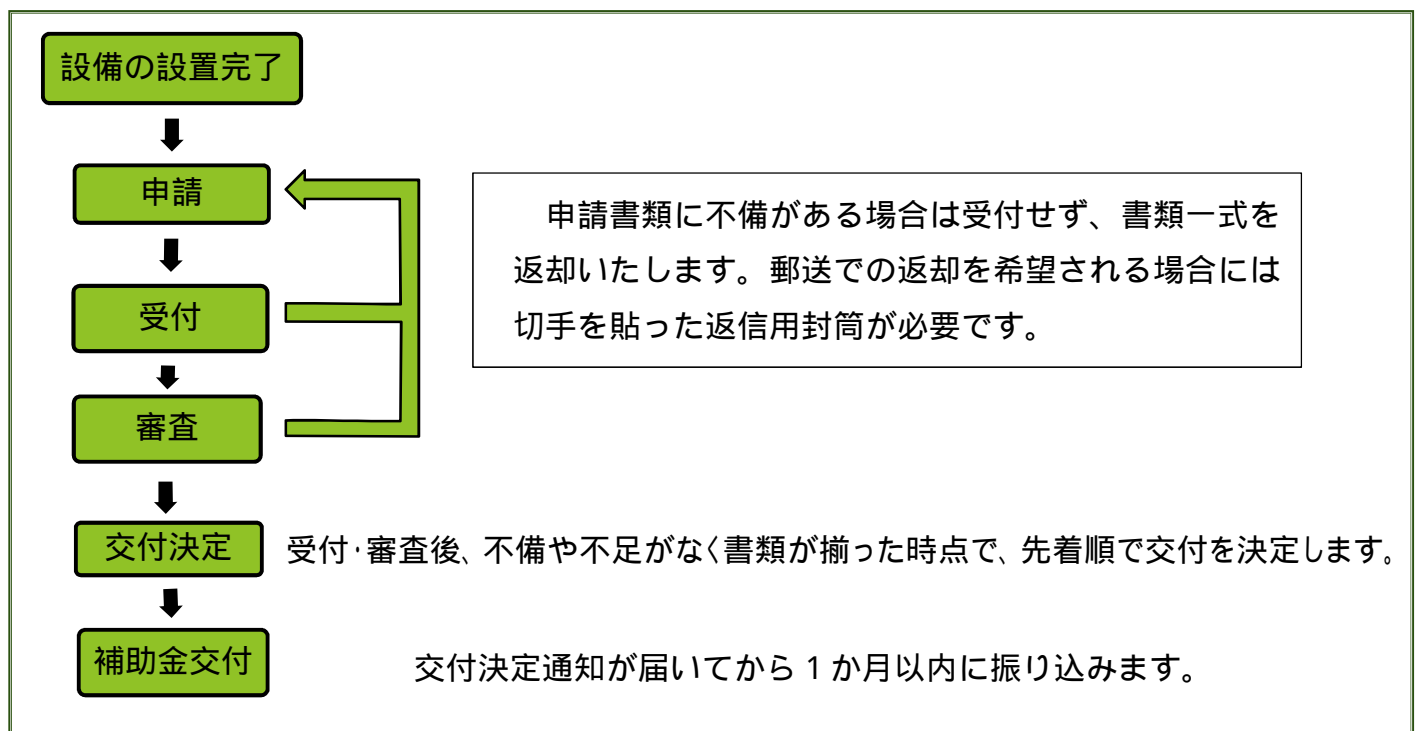 設備の設置完了
申請
申請書類に不備がある場合は受付せず、書類一式を
返却いたします。郵送での返却を希望される場合には
切手を貼った返信用封筒が必要です。
受付
審査
交付決定
受付・審査後、不備や不足がなく書類が揃った時点で、先着順で交付を決定します。
補助金交付
交付決定通知が届いてから1か月以内に振り込みます。